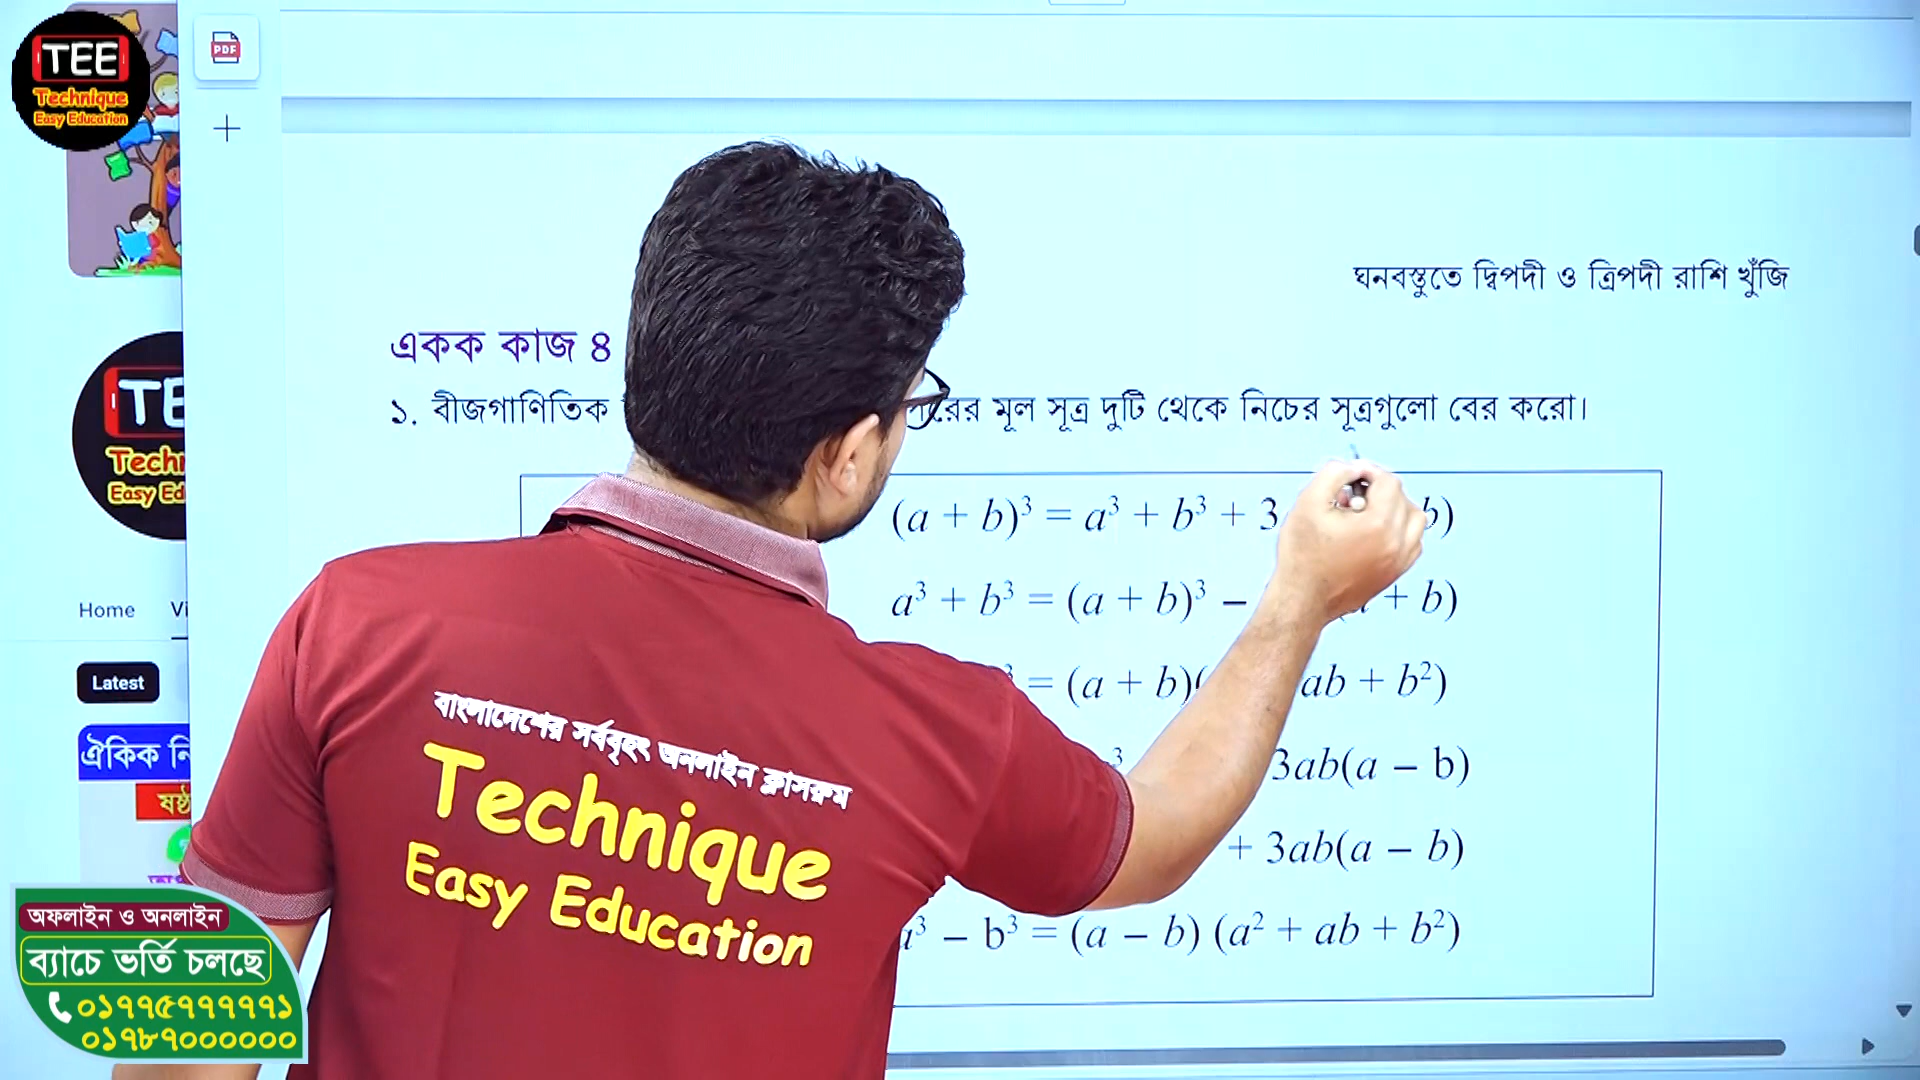 TEE
Technique
Easy Education
PDF
ঘনবস্তুতে দ্বিপদী ও ত্রিপদী রাশি খুঁজি
একক কাজ ৪
১. বীজগাণিতিক মূল সূত্র দুটি থেকে নিচের সূত্রগুলো বের করো।
(a + b)³ = a³ + b³ + 3 b)
a³ + b³ = (a + b)³ – + b)
= (a + b)( ab + b²)
3ab(a – b)
+ 3ab(a – b)
– b³ = (a – b) (a² + ab + b²)
Home
Latest
ঐকিক
বাংলাদেশের সর্ববৃহৎ অনলাইন ক্লাসরুম
Technique
Easy Education
অফলাইন ও অনলাইন
ব্যাচে ভর্তি চলছে
০১৭৭৫৭৭৭৭৭১
০১৭৮৭০০০০০০